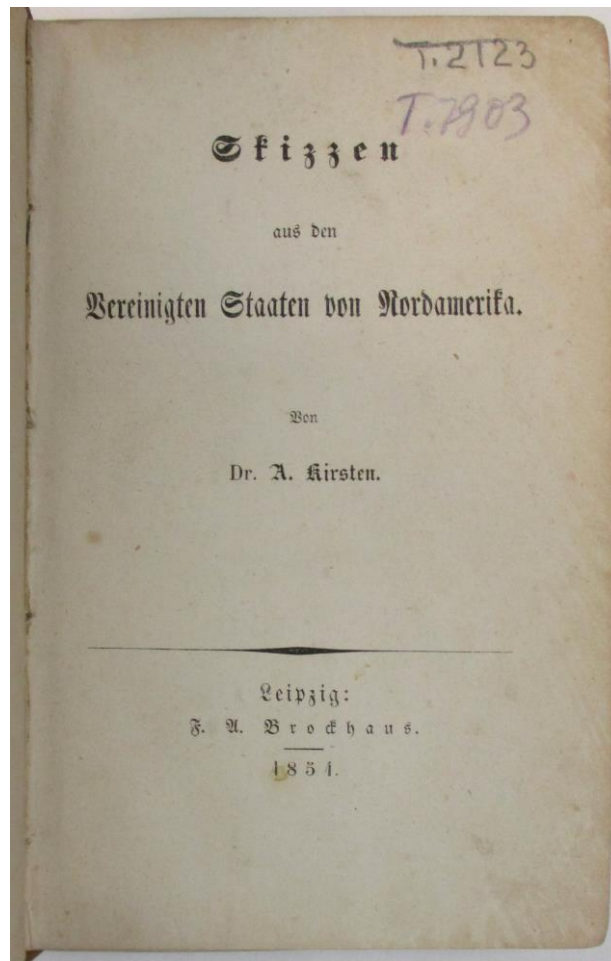 T.2123
T.7903
Skizzen
aus den
Vereinigten Staaten von Nordamerika.
Von
Dr. A. Kirsten.
Leipzig:
F. A. Brockhaus.
1851.